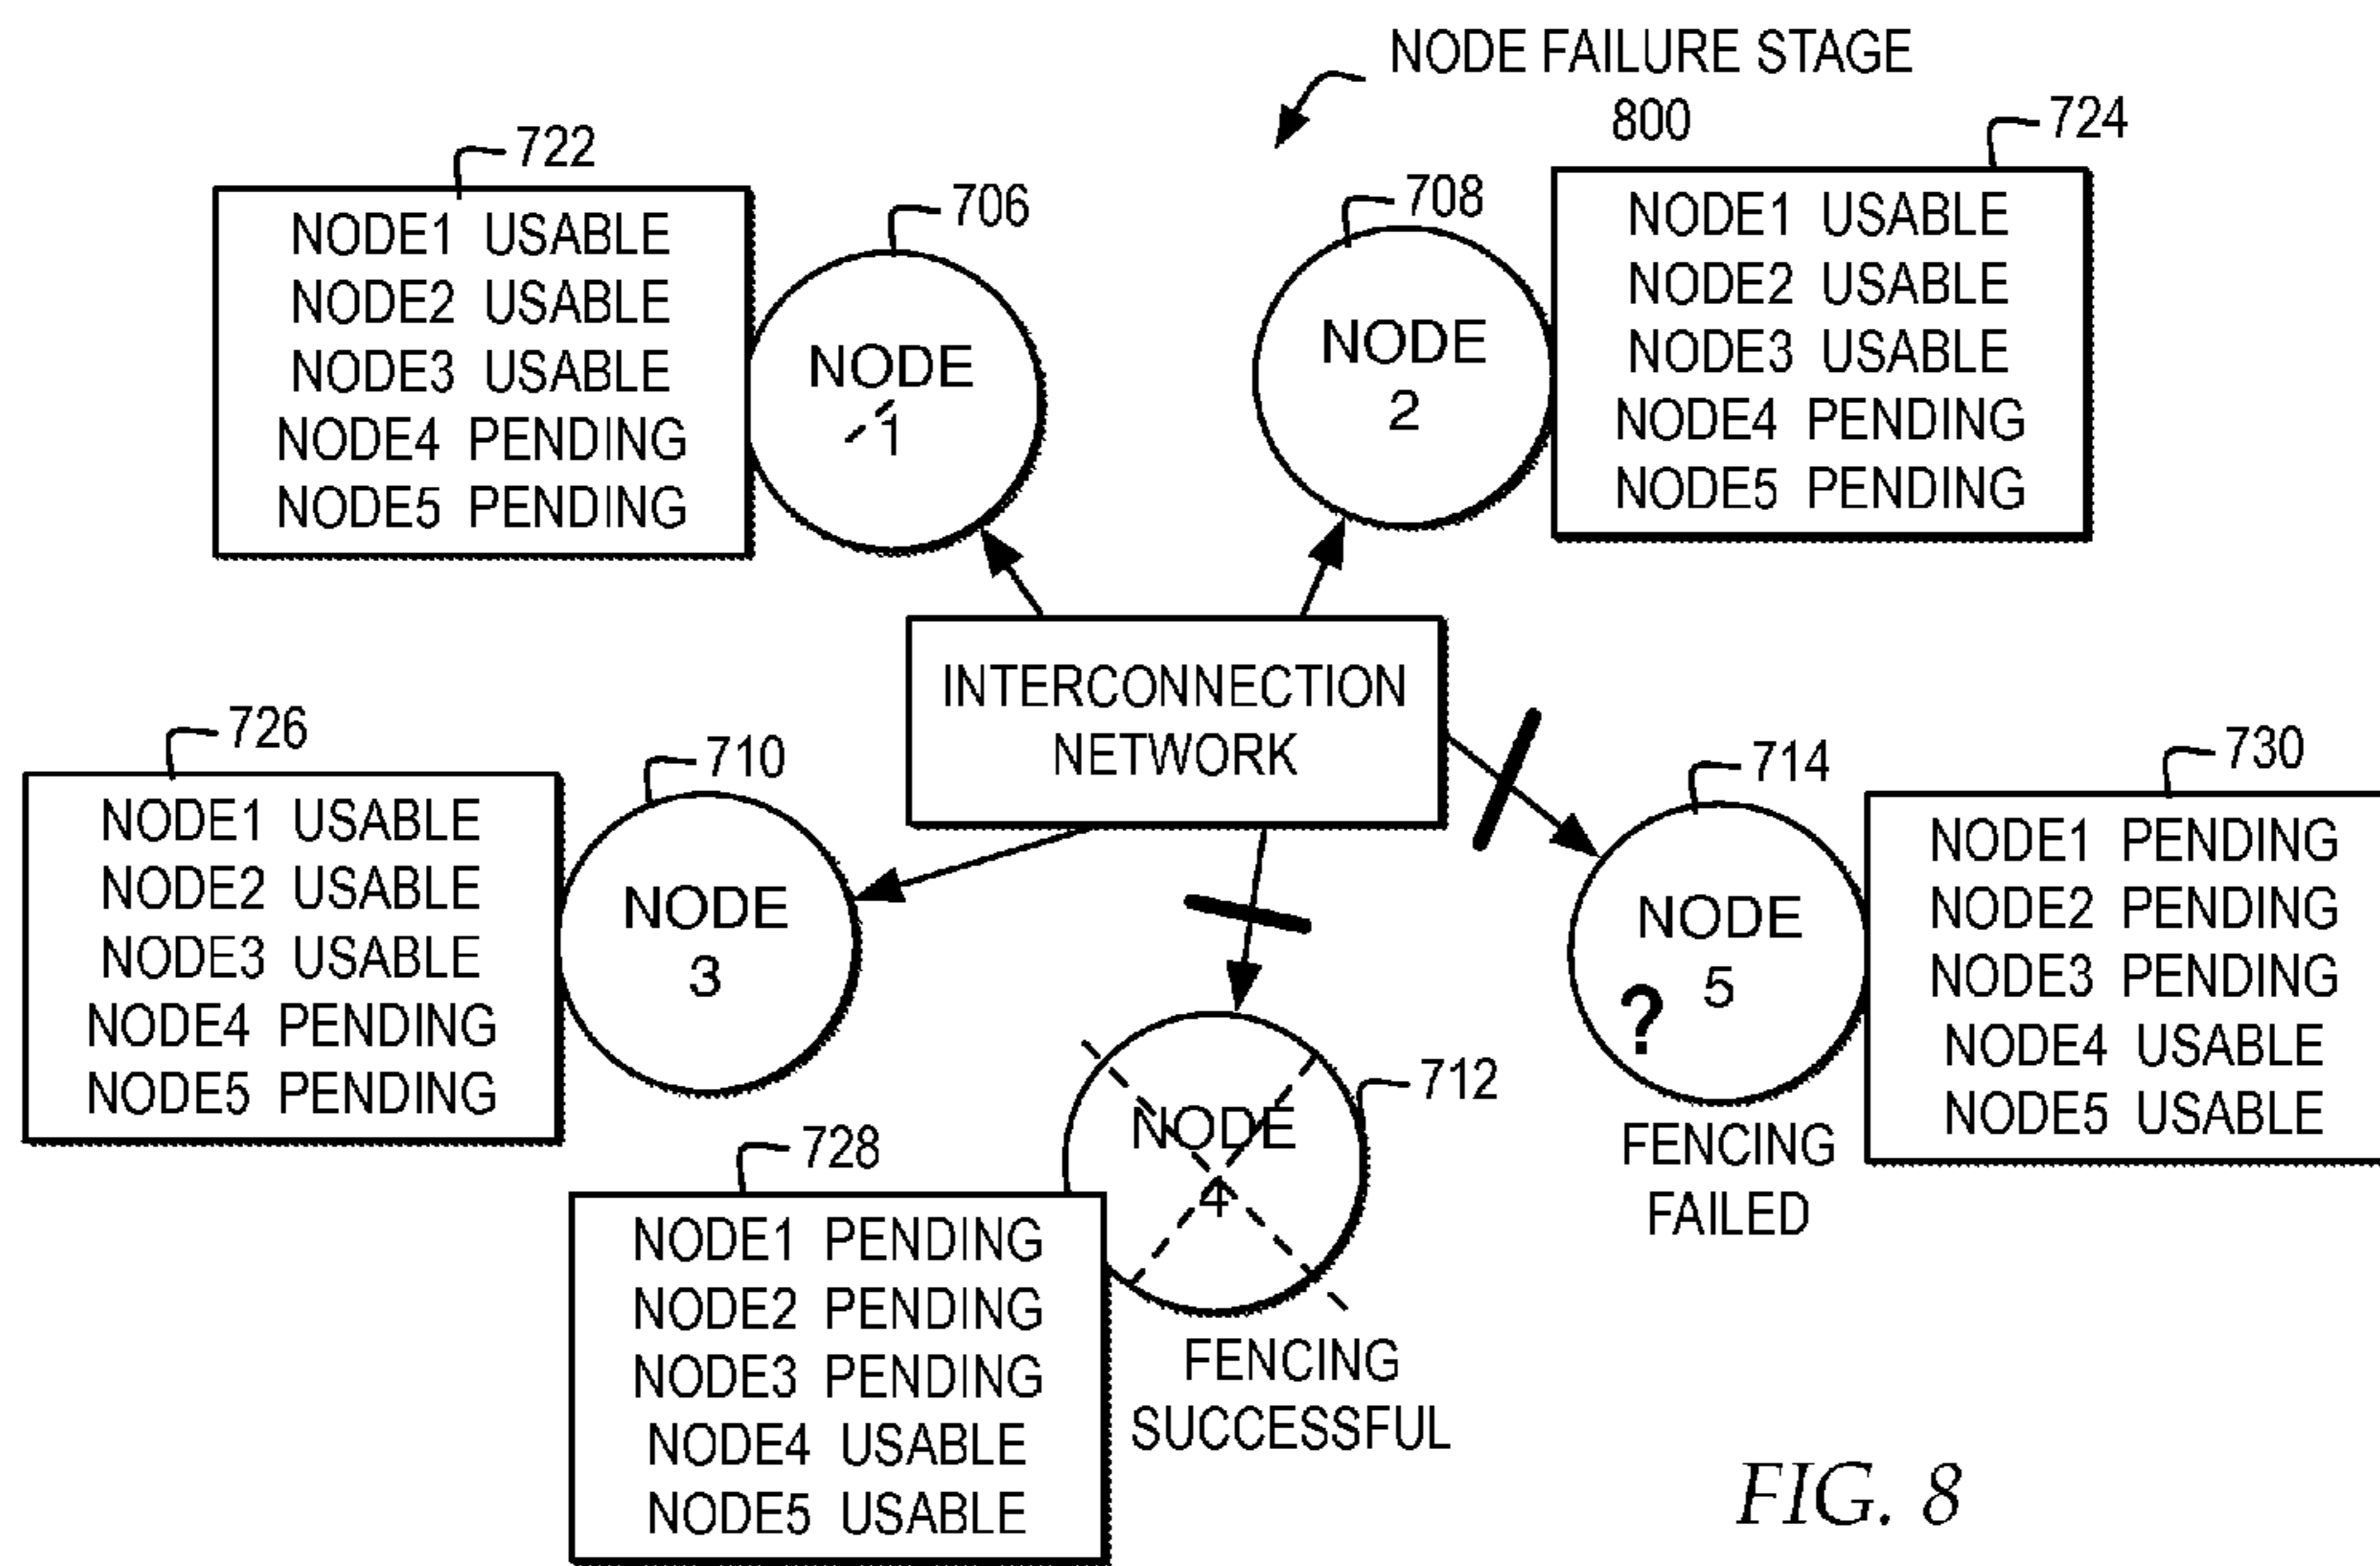 NODE FAILURE STAGE
800
722
NODE1 USABLE
NODE2 USABLE
NODE3 USABLE
NODE4 PENDING
NODE5 PENDING
706
NODE
1
708
NODE
2
724
NODE1 USABLE
NODE2 USABLE
NODE3 USABLE
NODE4 PENDING
NODE5 PENDING
INTERCONNECTION
NETWORK
726
NODE1 USABLE
NODE2 USABLE
NODE3 USABLE
NODE4 PENDING
NODE5 PENDING
710
NODE
3
714
NODE
5
?
FENCING
FAILED
730
NODE1 PENDING
NODE2 PENDING
NODE3 PENDING
NODE4 USABLE
NODE5 USABLE
712
NODE
4
FENCING
SUCCESSFUL
728
NODE1 PENDING
NODE2 PENDING
NODE3 PENDING
NODE4 USABLE
NODE5 USABLE
FIG. 8